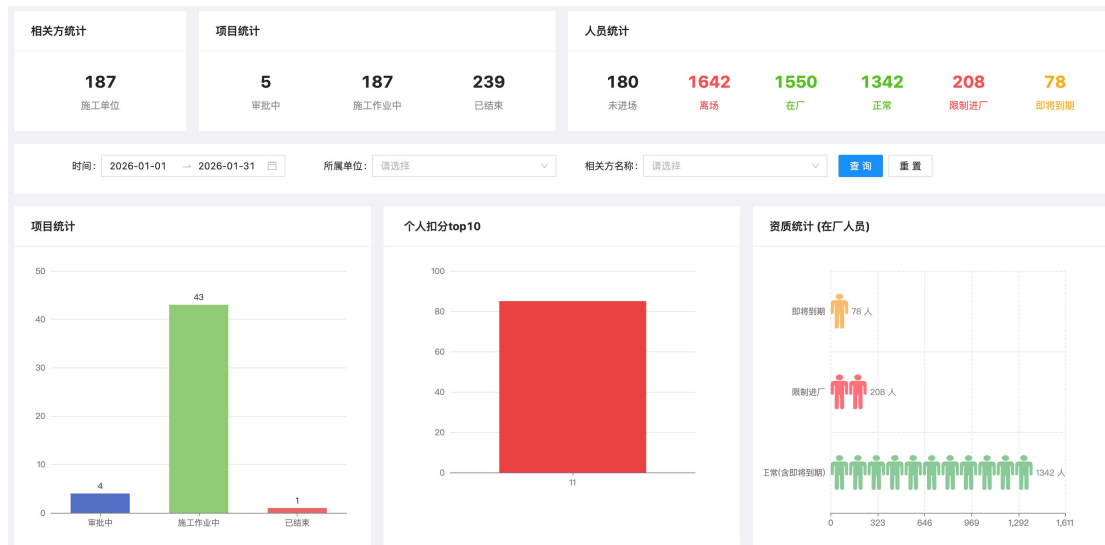 相关方统计
项目统计
人员统计
187
5
187
239
180
1642
1550
1342
208
78
施工单位
审批中
施工作业中
已结束
未进场
离场
在厂
正常
限制进厂
即将到期
时间： 2026-01-01 → 2026-01-31
所属单位： 请选择
相关方名称： 请选择
查 询
重 置
项目统计
50
40
30
20
10
0
4
43
1
审批中
施工作业中
已结束
个人扣分top10
100
80
60
40
20
0
11
资质统计 (在厂人员)
即将到期
78 人
限制进厂
208 人
正常(含即将到期)
1342 人
0
323
646
969
1,292
1,611